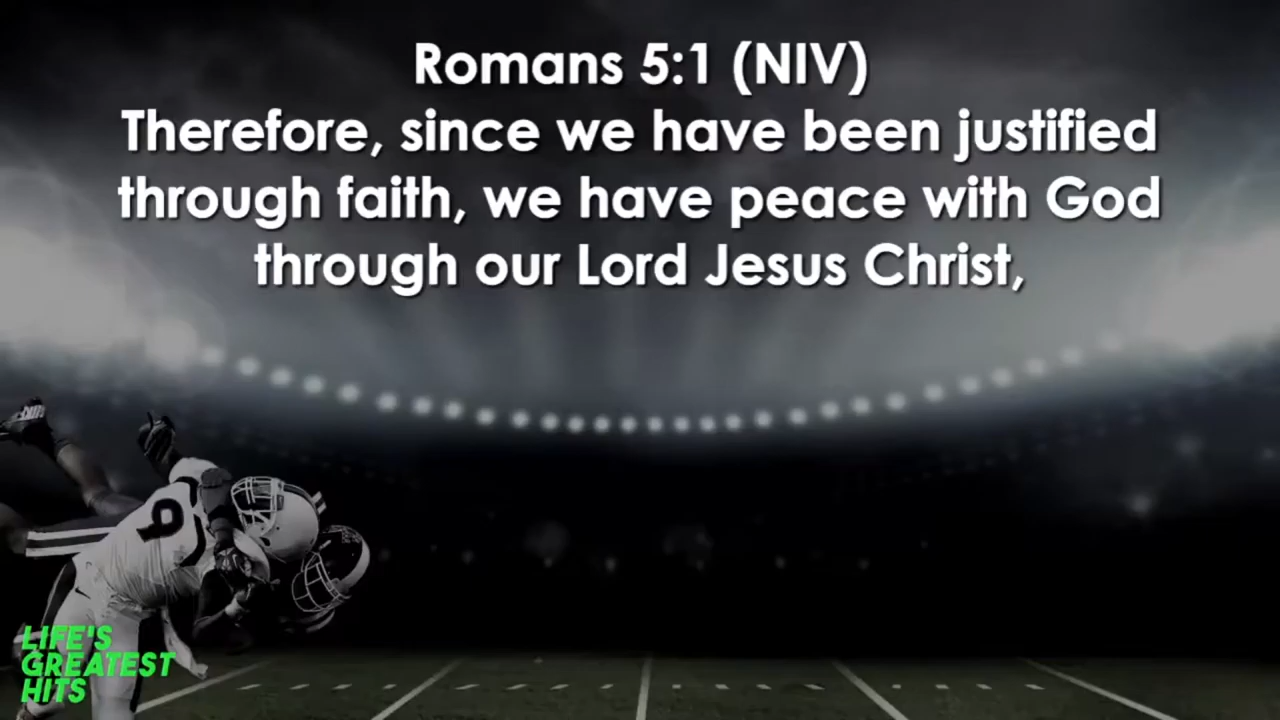 Romans 5:1 (NIV)
Therefore, since we have been justified
through faith, we have peace with God
through our Lord Jesus Christ,
9
LIFE'S
GREATEST
HITS